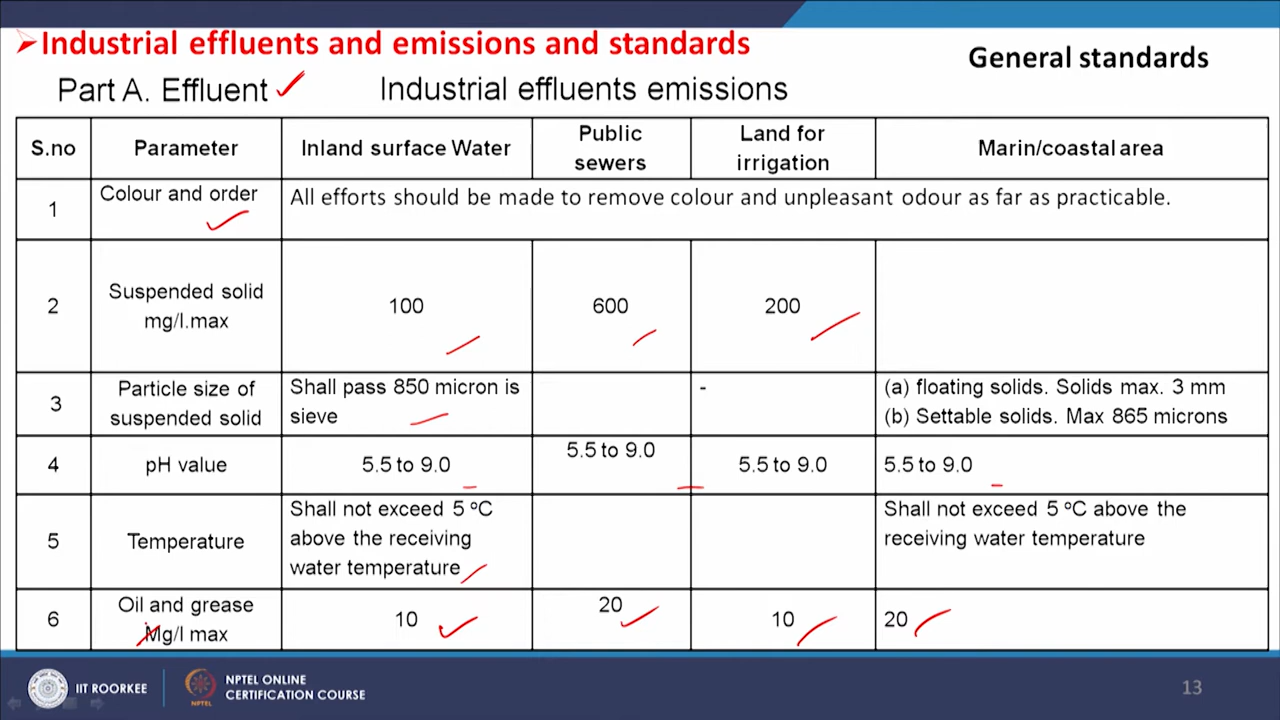 Industrial effluents and emissions and standards
General standards
Part A. Effluent
Industrial effluents emissions
S.no
Parameter
Inland surface Water
Public
sewers
Land for
irrigation
Marin/coastal area
1
Colour and order
All efforts should be made to remove colour and unpleasant odour as far as practicable.
2
Suspended solid
mg/l.max
100
600
200
3
Particle size of
suspended solid
Shall pass 850 micron is
sieve
-
(a) floating solids. Solids max. 3 mm
(b) Settable solids. Max 865 microns
4
pH value
5.5 to 9.0
5.5 to 9.0
5.5 to 9.0
5.5 to 9.0
5
Temperature
Shall not exceed 5 ºC
above the receiving
water temperature
Shall not exceed 5 ºC above the
receiving water temperature
6
Oil and grease
Mg/l max
10
20
10
20
IIT ROORKEE
NPTEL
NPTEL ONLINE
CERTIFICATION COURSE
13